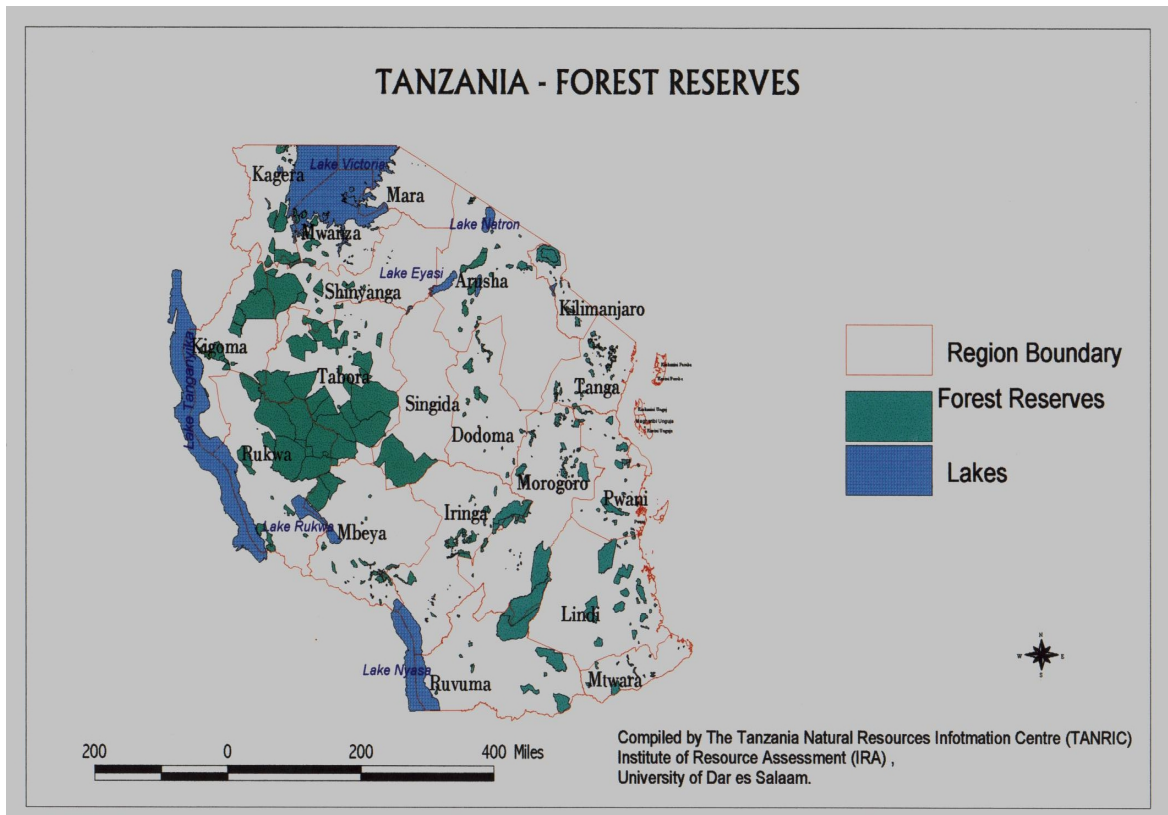 TANZANIA - FOREST RESERVES
Lake Victoria
Kagera
Mara
Lake Natron
Mwanza
Lake Eyasi
Arusha
Shinyanga
Kilimanjaro
Kigoma
Tabora
Tanga
Lake Tanganyika
Singida
Dodoma
Rukwa
Morogoro
Pwani
Iringa
Lake Rukwa
Mbeya
Lindi
Lake Nyasa
Ruvuma
Mtwara
Region Boundary
Forest Reserves
Lakes
N
W E
S
200 0 200 400 Miles
Compiled by The Tanzania Natural Resources Infotmation Centre (TANRIC)
Institute of Resource Assessment (IRA) ,
University of Dar es Salaam.